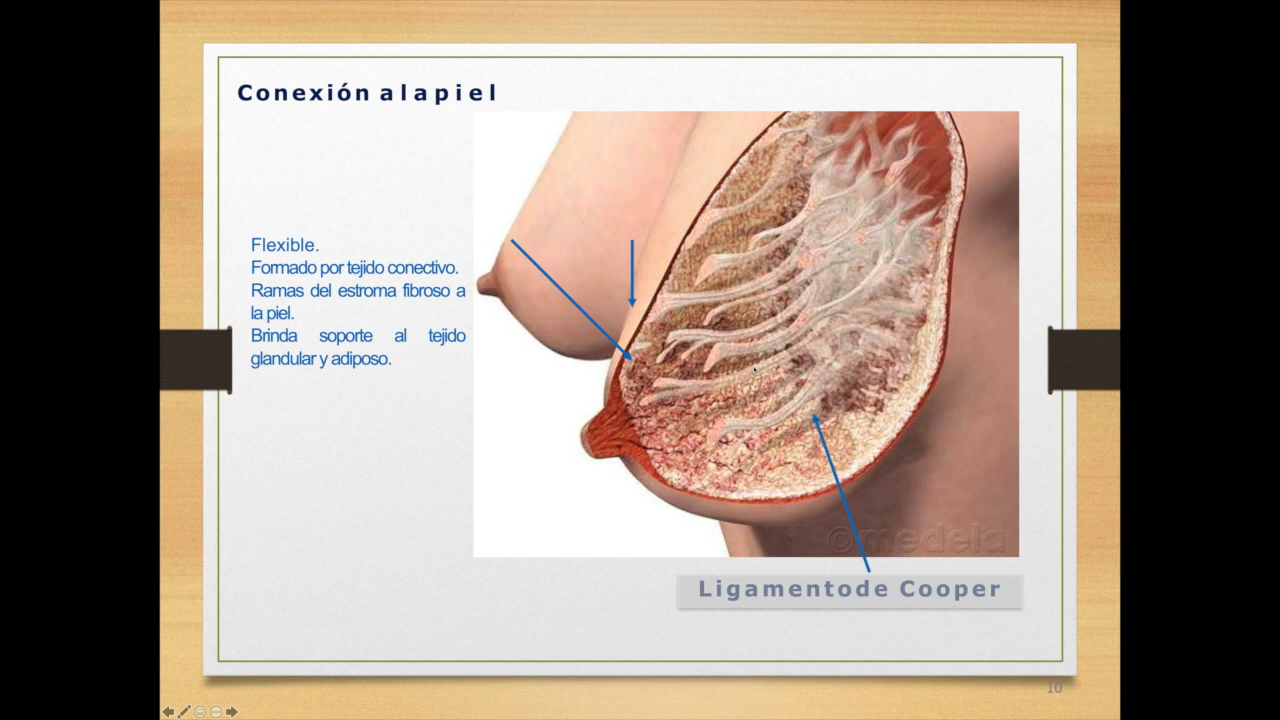 Conexión a la piel
Flexible.
Formado por tejido conectivo.
Ramas del estroma fibroso a
la piel.
Brinda soporte al tejido
glandular y adiposo.
©medela
Ligamentode Cooper
10